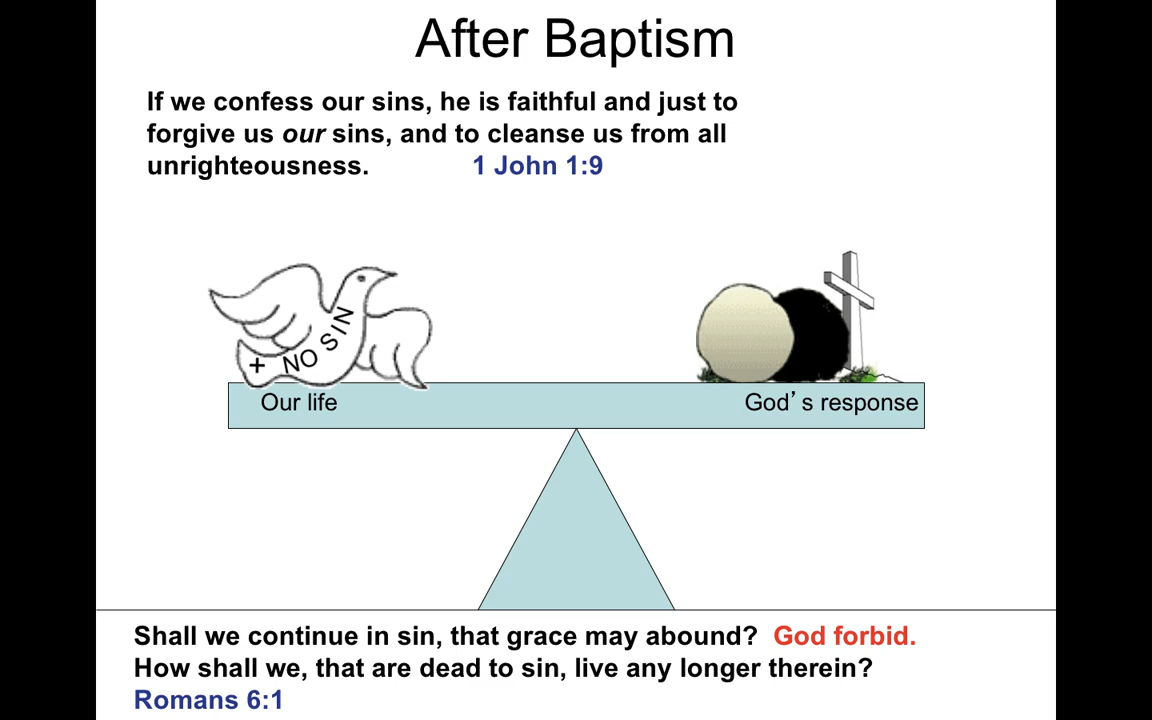 After Baptism
If we confess our sins, he is faithful and just to
forgive us our sins, and to cleanse us from all
unrighteousness. 1 John 1:9
+ NO SIN
Our life
God’s response
Shall we continue in sin, that grace may abound? God forbid.
How shall we, that are dead to sin, live any longer therein?
Romans 6:1